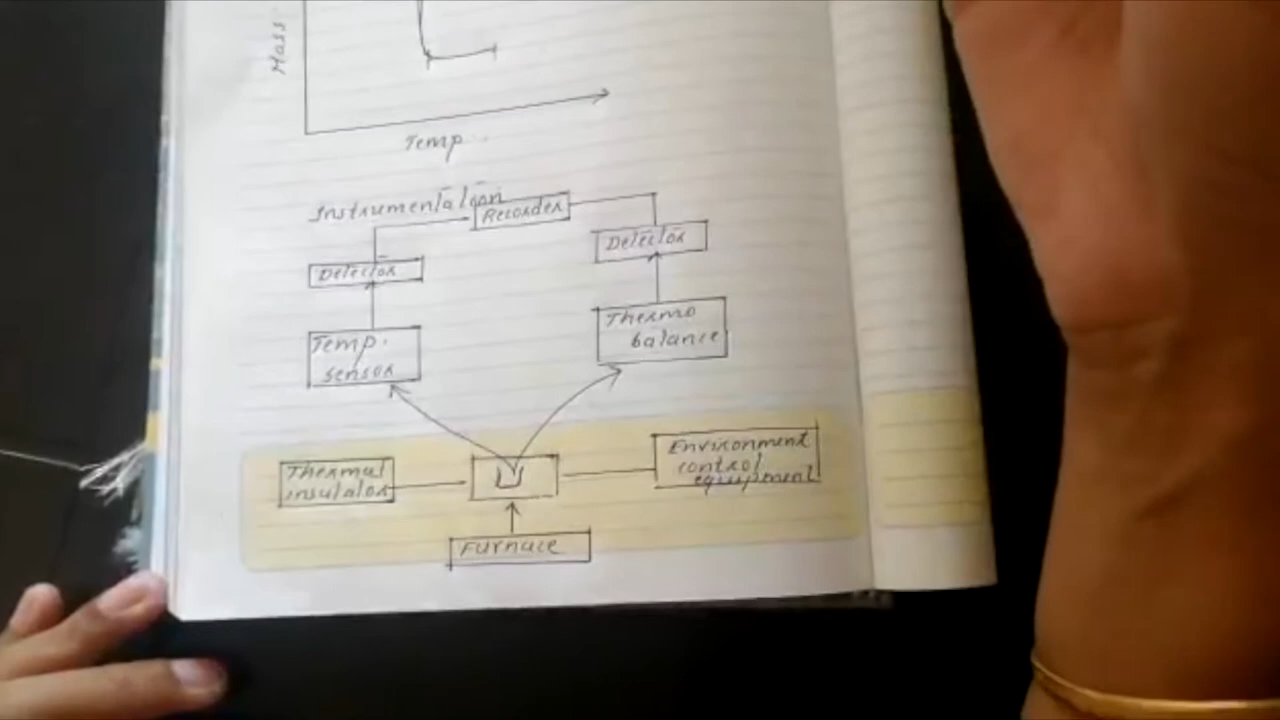 Mass
Temp.
Instrumentation
Recorder
Detector
Detector
Temp.
sensor
Thermo
balance
Thermal
insulator
Environment
control
equipment
Furnace